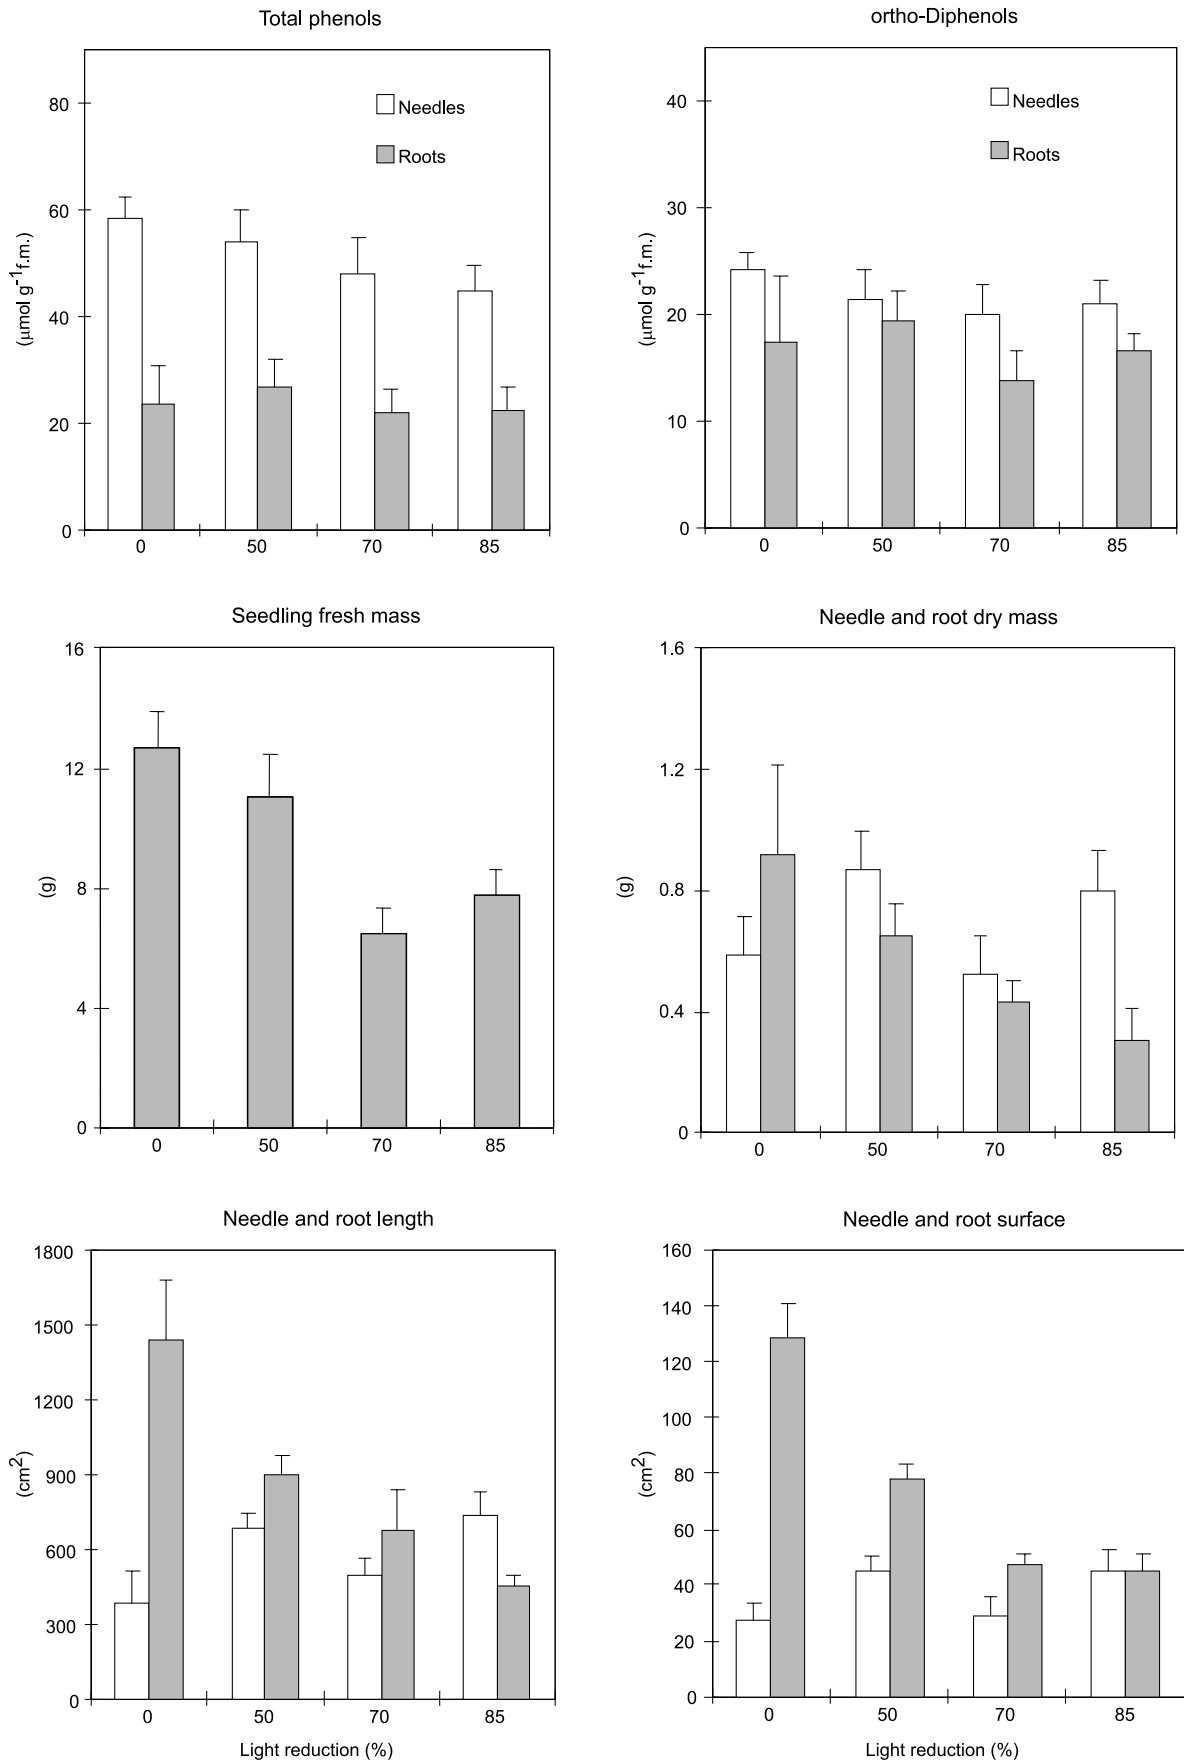 Total phenols
80
60
40
20
0
(μmol g⁻¹f.m.)
Needles
Roots
0 50 70 85
ortho-Diphenols
40
30
20
10
0
(μmol g⁻¹f.m.)
Needles
Roots
0 50 70 85
Seedling fresh mass
16
12
8
4
0
(g)
0 50 70 85
Needle and root dry mass
1.6
1.2
0.8
0.4
0
(g)
0 50 70 85
Needle and root length
1800
1500
1200
900
600
300
0
(cm²)
0 50 70 85
Light reduction (%)
Needle and root surface
160
140
120
100
80
60
40
20
0
(cm²)
0 50 70 85
Light reduction (%)